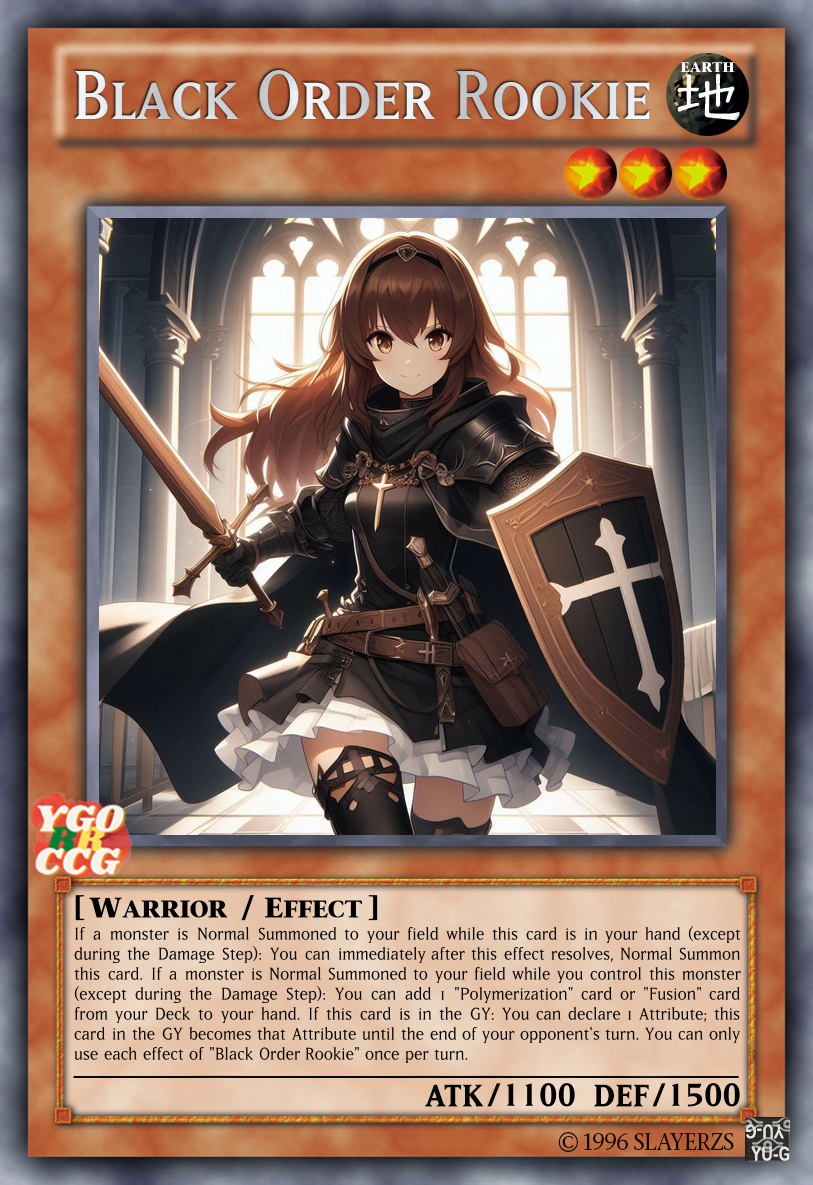 Black Order Rookie
EARTH
地
YGO
BR
CCG
[ Warrior / Effect ]
If a monster is Normal Summoned to your field while this card is in your hand (except
during the Damage Step): You can immediately after this effect resolves, Normal Summon
this card. If a monster is Normal Summoned to your field while you control this monster
(except during the Damage Step): You can add 1 "Polymerization" card or "Fusion" card
from your Deck to your hand. If this card is in the GY: You can declare 1 Attribute; this
card in the GY becomes that Attribute until the end of your opponent's turn. You can only
use each effect of "Black Order Rookie" once per turn.
ATK/1100 DEF/1500
© 1996 SLAYERZS
YU-G
YU-G